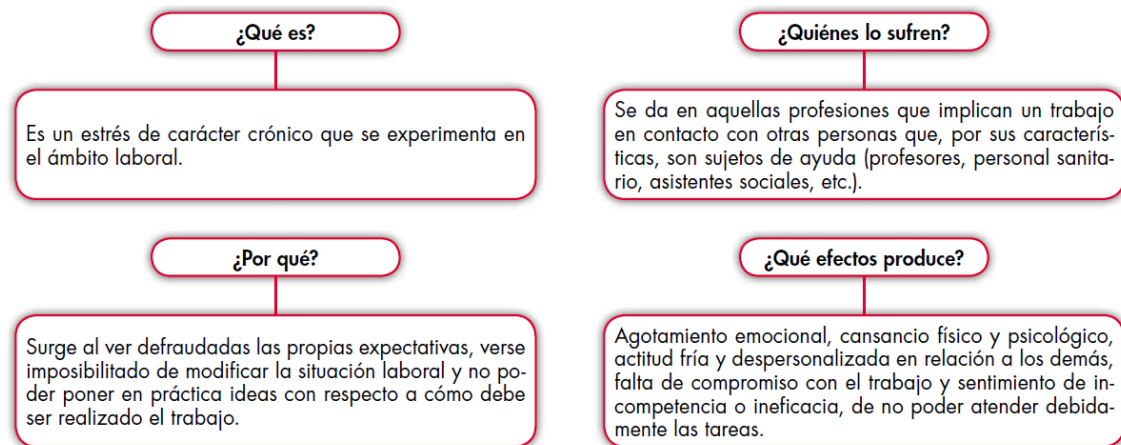 ¿Qué es?
Es un estrés de carácter crónico que se experimenta en
el ámbito laboral.
¿Quiénes lo sufren?
Se da en aquellas profesiones que implican un trabajo
en contacto con otras personas que, por sus caracterís-
ticas, son sujetos de ayuda (profesores, personal sanita-
rio, asistentes sociales, etc.).
¿Por qué?
Surge al ver defraudadas las propias expectativas, verse
imposibilitado de modificar la situación laboral y no po-
der poner en práctica ideas con respecto a cómo debe
ser realizado el trabajo.
¿Qué efectos produce?
Agotamiento emocional, cansancio físico y psicológico,
actitud fría y despersonalizada en relación a los demás,
falta de compromiso con el trabajo y sentimiento de in-
competencia o ineficacia, de no poder atender debida-
mente las tareas.